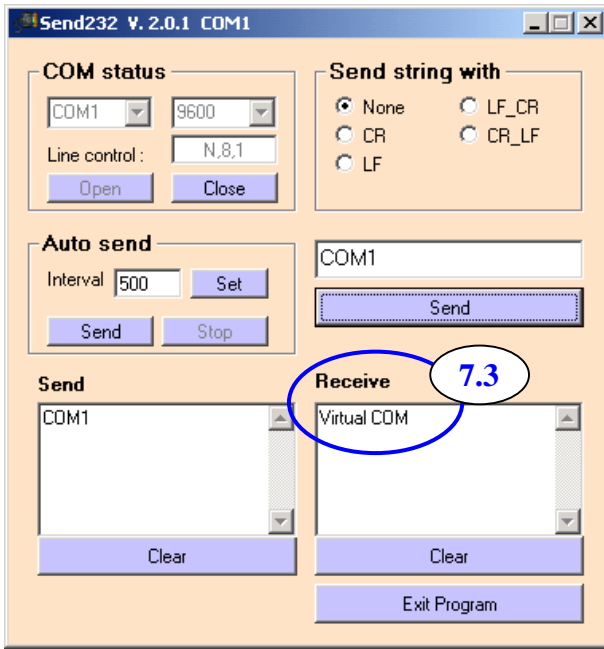 Send232 V. 2.0.1 COM1
COM status
COM1 9600
Line control : N,8,1
Open Close
Send string with
None LF_CR
CR CR_LF
LF
Auto send
Interval 500 Set
Send Stop
COM1
Send
Send
COM1
Clear
Receive 7.3
Virtual COM
Clear
Exit Program